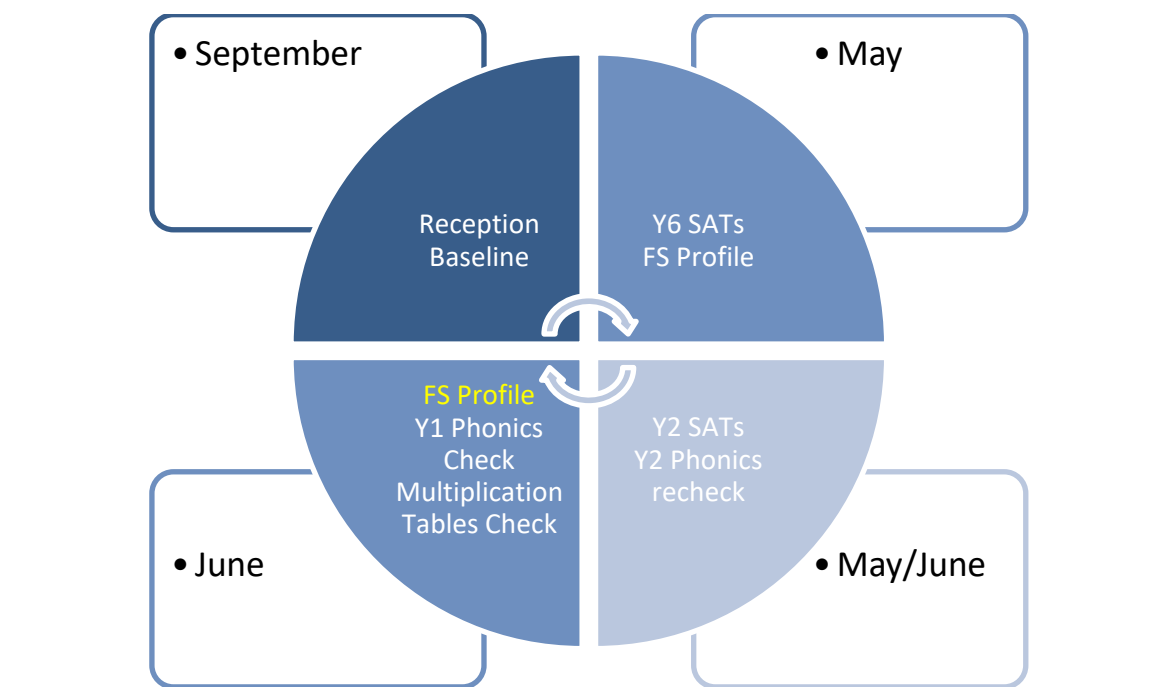 • September
• May
Reception
Baseline
Y6 SATs
FS Profile
FS Profile
Y1 Phonics
Check
Multiplication
Tables Check
Y2 SATs
Y2 Phonics
recheck
• June
• May/June